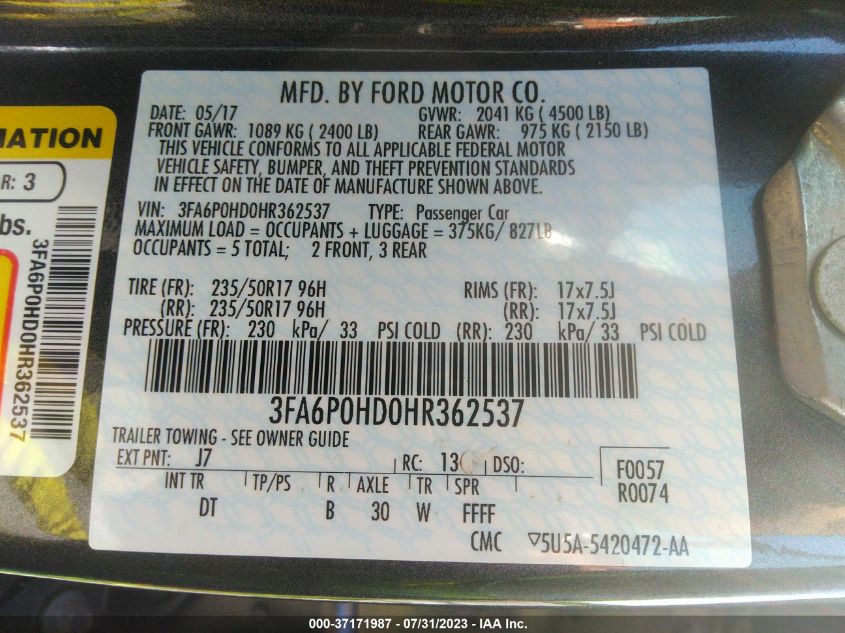 MFD. BY FORD MOTOR CO.
DATE: 05/17 GVWR: 2041 KG ( 4500 LB)
FRONT GAWR: 1089 KG ( 2400 LB) REAR GAWR: 975 KG ( 2150 LB)
THIS VEHICLE CONFORMS TO ALL APPLICABLE FEDERAL MOTOR
VEHICLE SAFETY, BUMPER, AND THEFT PREVENTION STANDARDS
IN EFFECT ON THE DATE OF MANUFACTURE SHOWN ABOVE.
VIN: 3FA6P0HD0HR362537 TYPE: Passenger Car
MAXIMUM LOAD = OCCUPANTS + LUGGAGE = 375KG/ 827LB
OCCUPANTS = 5 TOTAL; 2 FRONT, 3 REAR
TIRE (FR): 235/50R17 96H RIMS (FR): 17x7.5J
(RR): 235/50R17 96H (RR): 17x7.5J
PRESSURE (FR): 230 kPa/ 33 PSI COLD (RR): 230 kPa/ 33 PSI COLD
3FA6P0HD0HR362537
TRAILER TOWING - SEE OWNER GUIDE
EXT PNT: J7 RC: 13 DSO: F0057
INT TR TP/PS R AXLE TR SPR R0074
DT B 30 W FFFF
CMC ▽5U5A-5420472-AA
MATION
R: 3
bs.
3FA6P0HD0HR362537
000-37171987 / 07/31/2023 - IAA Inc.